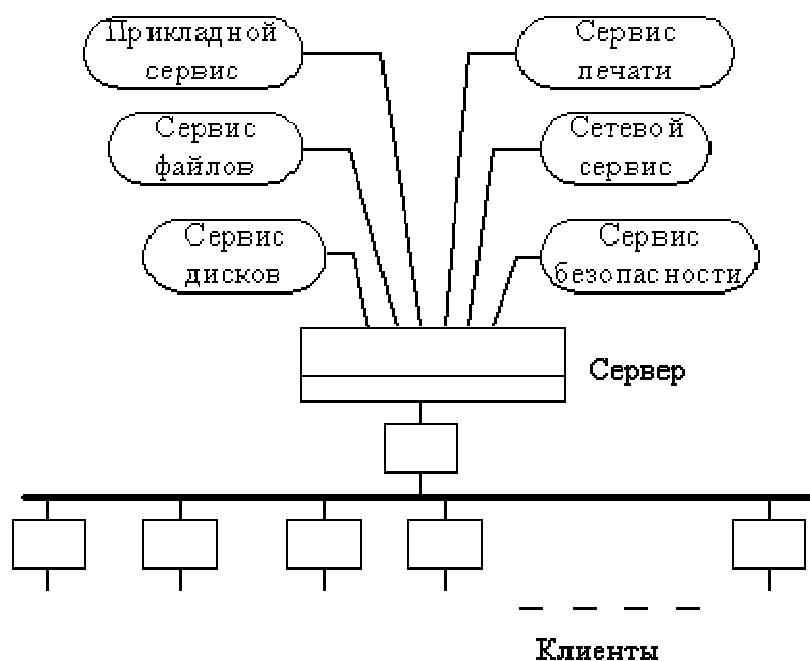 Прикладной
сервис
Сервис
печати
Сервис
файлов
Сетевой
сервис
Сервис
дисков
Сервис
безопасности
Сервер
Клиенты